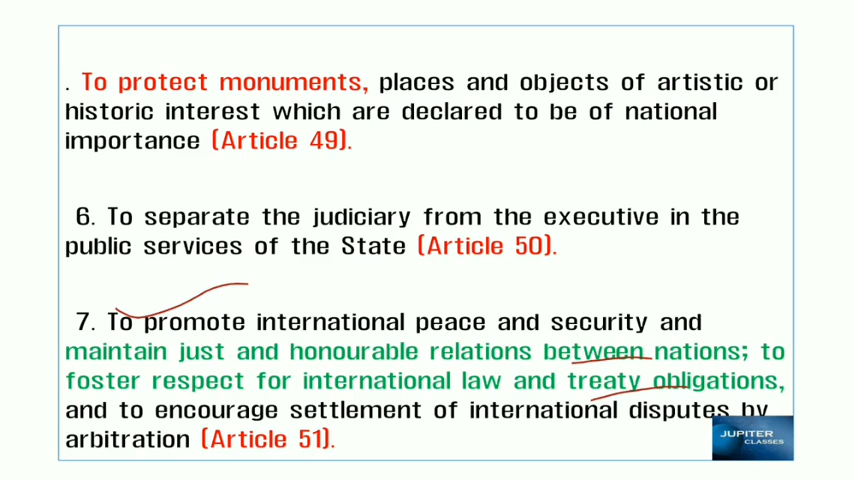 . To protect monuments, places and objects of artistic or
historic interest which are declared to be of national
importance (Article 49).
6. To separate the judiciary from the executive in the
public services of the State (Article 50).
7. To promote international peace and security and
maintain just and honourable relations between nations; to
foster respect for international law and treaty obligations,
and to encourage settlement of international disputes by
arbitration (Article 51).
JUPITER
CLASSES